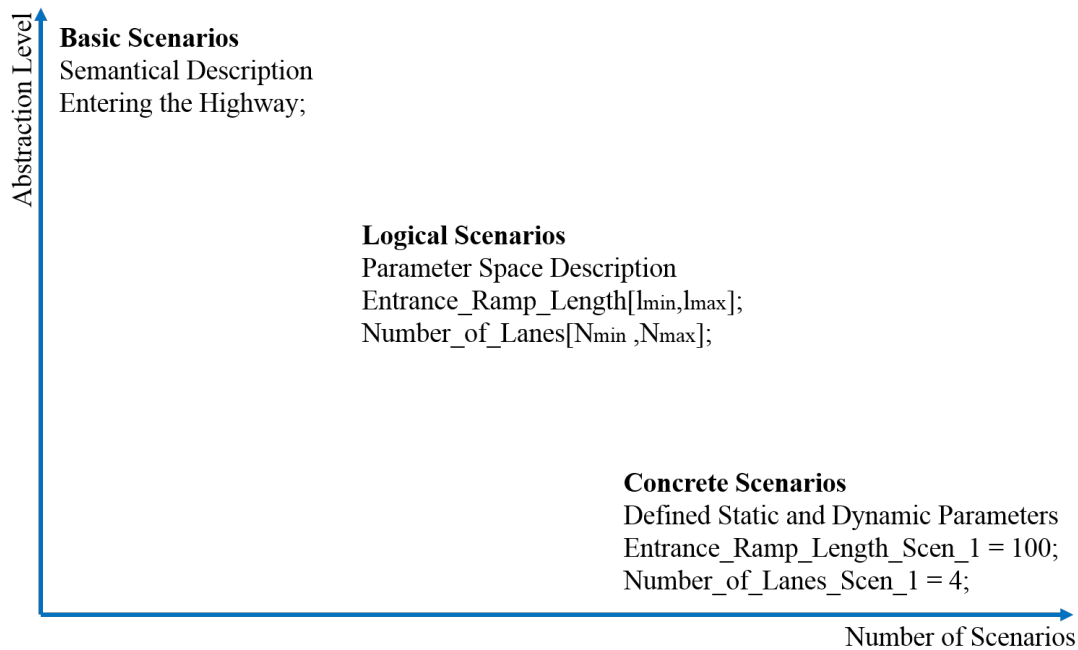 Abstraction Level
Basic Scenarios
Semantical Description
Entering the Highway;
Logical Scenarios
Parameter Space Description
Entrance_Ramp_Length[lmin,lmax];
Number_of_Lanes[Nmin ,Nmax];
Concrete Scenarios
Defined Static and Dynamic Parameters
Entrance_Ramp_Length_Scen_1 = 100;
Number_of_Lanes_Scen_1 = 4;
Number of Scenarios